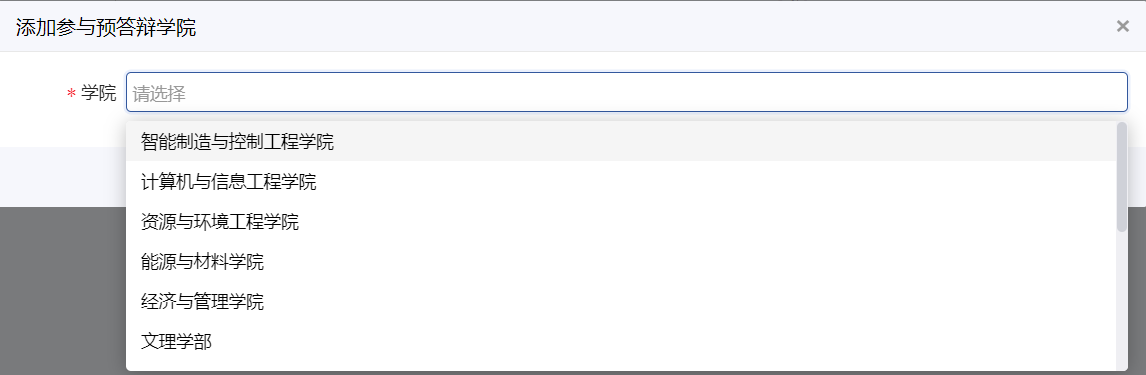 添加参与预答辩学院
×
* 学院 请选择
智能制造与控制工程学院
计算机与信息工程学院
资源与环境工程学院
能源与材料学院
经济与管理学院
文理学部